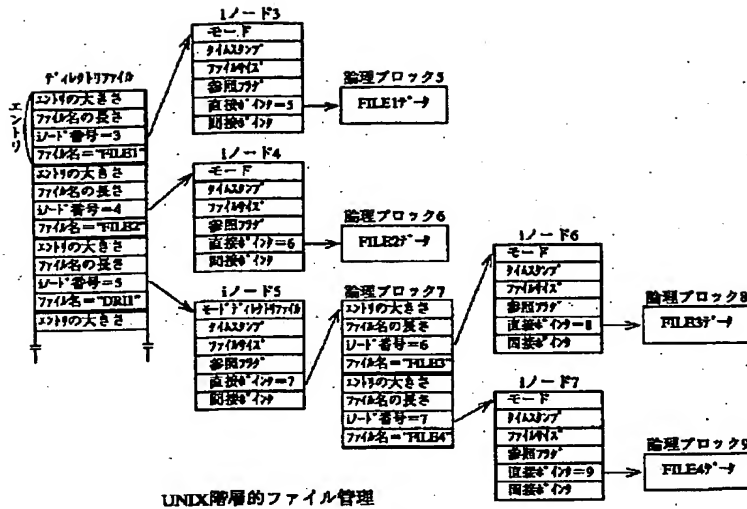 ディレクトリファイル
エントリ
エントリの大きさ
ファイル名の長さ
iノード番号=3
ファイル名="FILE1"
エントリの大きさ
ファイル名の長さ
iノード番号=4
ファイル名="FILE2"
エントリの大きさ
ファイル名の長さ
iノード番号=5
ファイル名="DRI1"
エントリの大きさ
iノード3
モード
タイムスタンプ
ファイルサイズ
参照フラグ
直接ポインタ=5
間接ポインタ
論理ブロック5
FILE1データ
iノード4
モード
タイムスタンプ
ファイルサイズ
参照フラグ
直接ポインタ=6
間接ポインタ
論理ブロック6
FILE2データ
iノード5
モードディレクトリファイル
タイムスタンプ
ファイルサイズ
参照フラグ
直接ポインタ=7
間接ポインタ
論理ブロック7
エントリの大きさ
ファイル名の長さ
iノード番号=6
ファイル名="FILE3"
エントリの大きさ
ファイル名の長さ
iノード番号=7
ファイル名="FILE4"
iノード6
モード
タイムスタンプ
ファイルサイズ
参照フラグ
直接ポインタ=8
間接ポインタ
論理ブロック8
FILE3データ
iノード7
モード
タイムスタンプ
ファイルサイズ
参照フラグ
直接ポインタ=9
間接ポインタ
論理ブロック9
FILE4データ
UNIX階層的ファイル管理